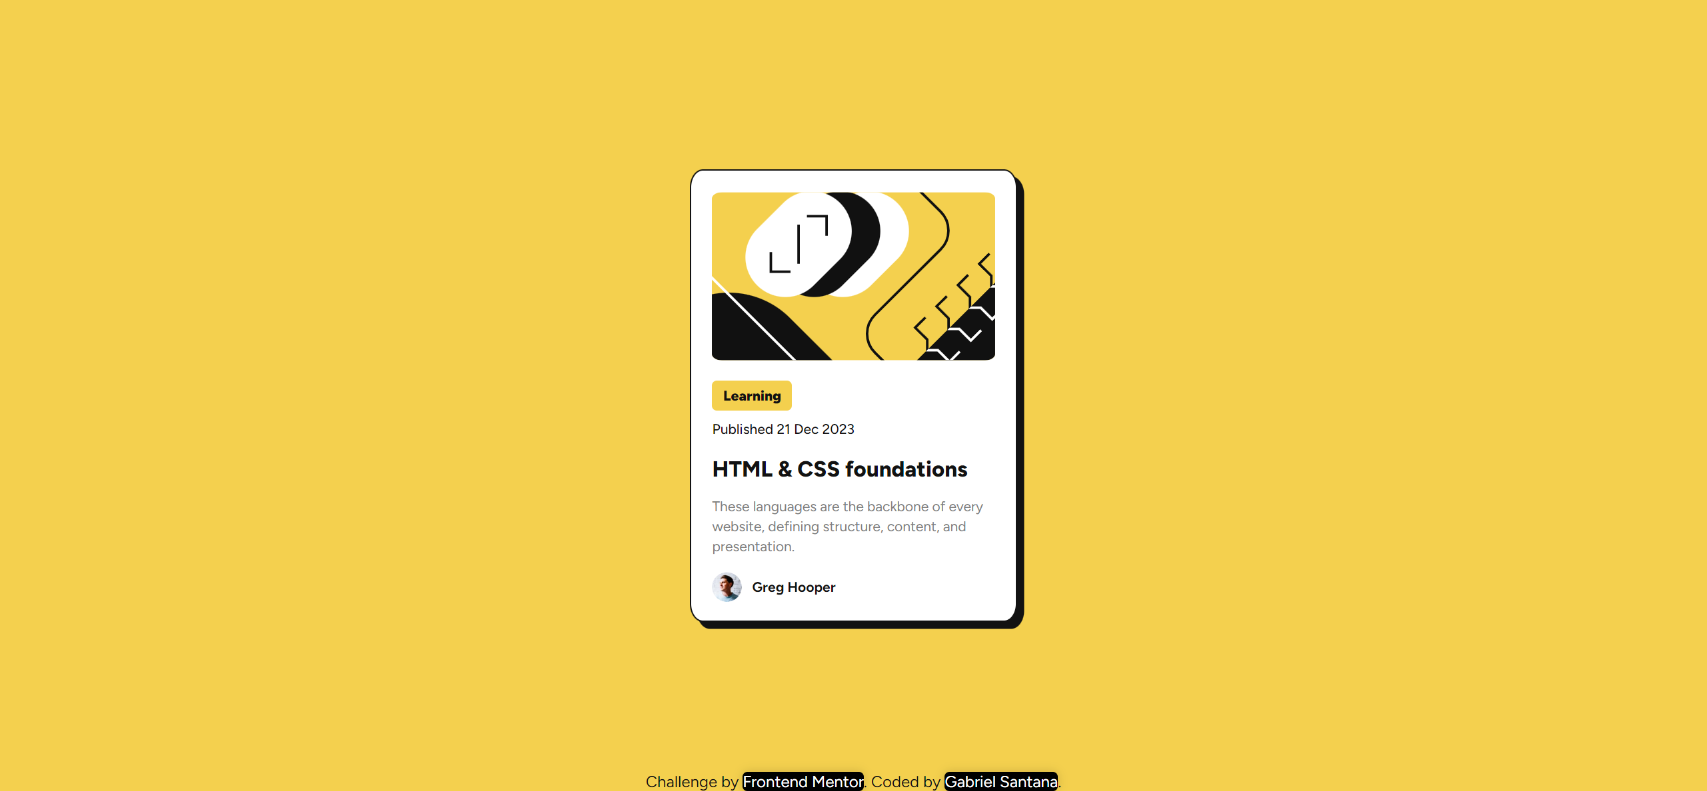 Learning
Published 21 Dec 2023
HTML & CSS foundations
These languages are the backbone of every
website, defining structure, content, and
presentation.
Greg Hooper
Challenge by Frontend Mentor. Coded by Gabriel Santana.